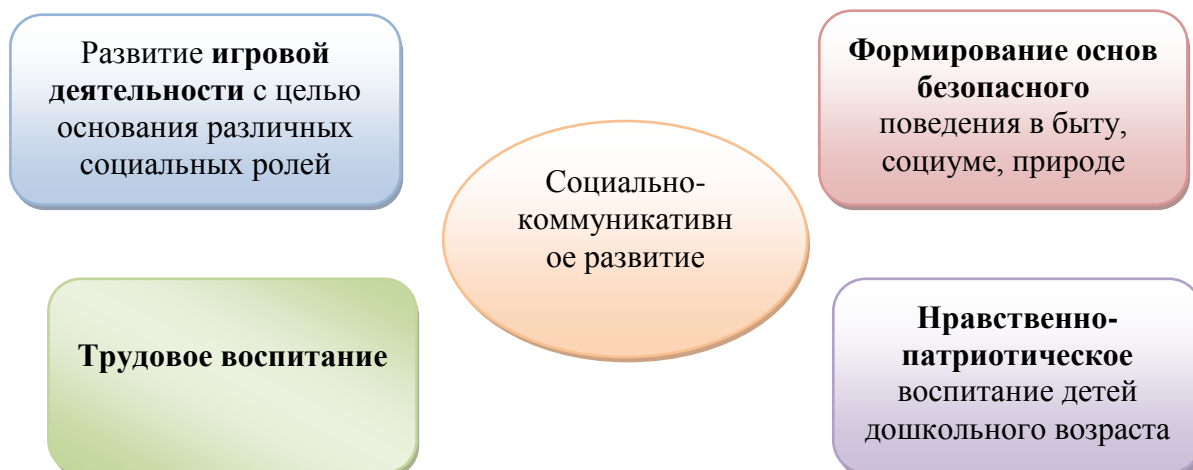 Развитие игровой
деятельности с целью
основания различных
социальных ролей
Формирование основ
безопасного
поведения в быту,
социуме, природе
Социально-
коммуникативн
ое развитие
Трудовое воспитание
Нравственно-
патриотическое
воспитание детей
дошкольного возраста